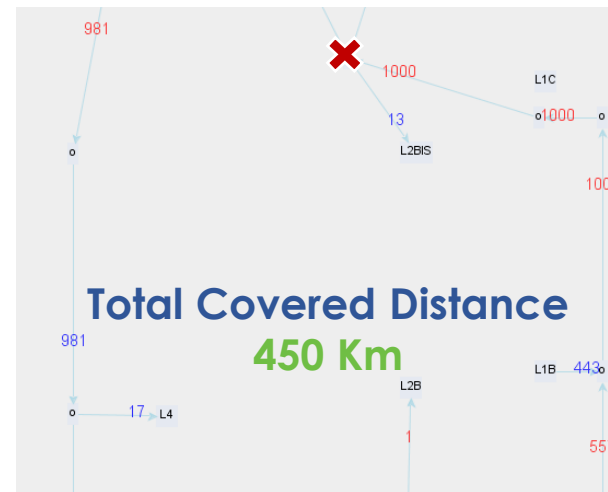 981
1000
L1C
1000
o
o
13
o
L2BIS
100
Total Covered Distance
981
450 Km
L1B
443
o
L2B
o
17
L4
1
55